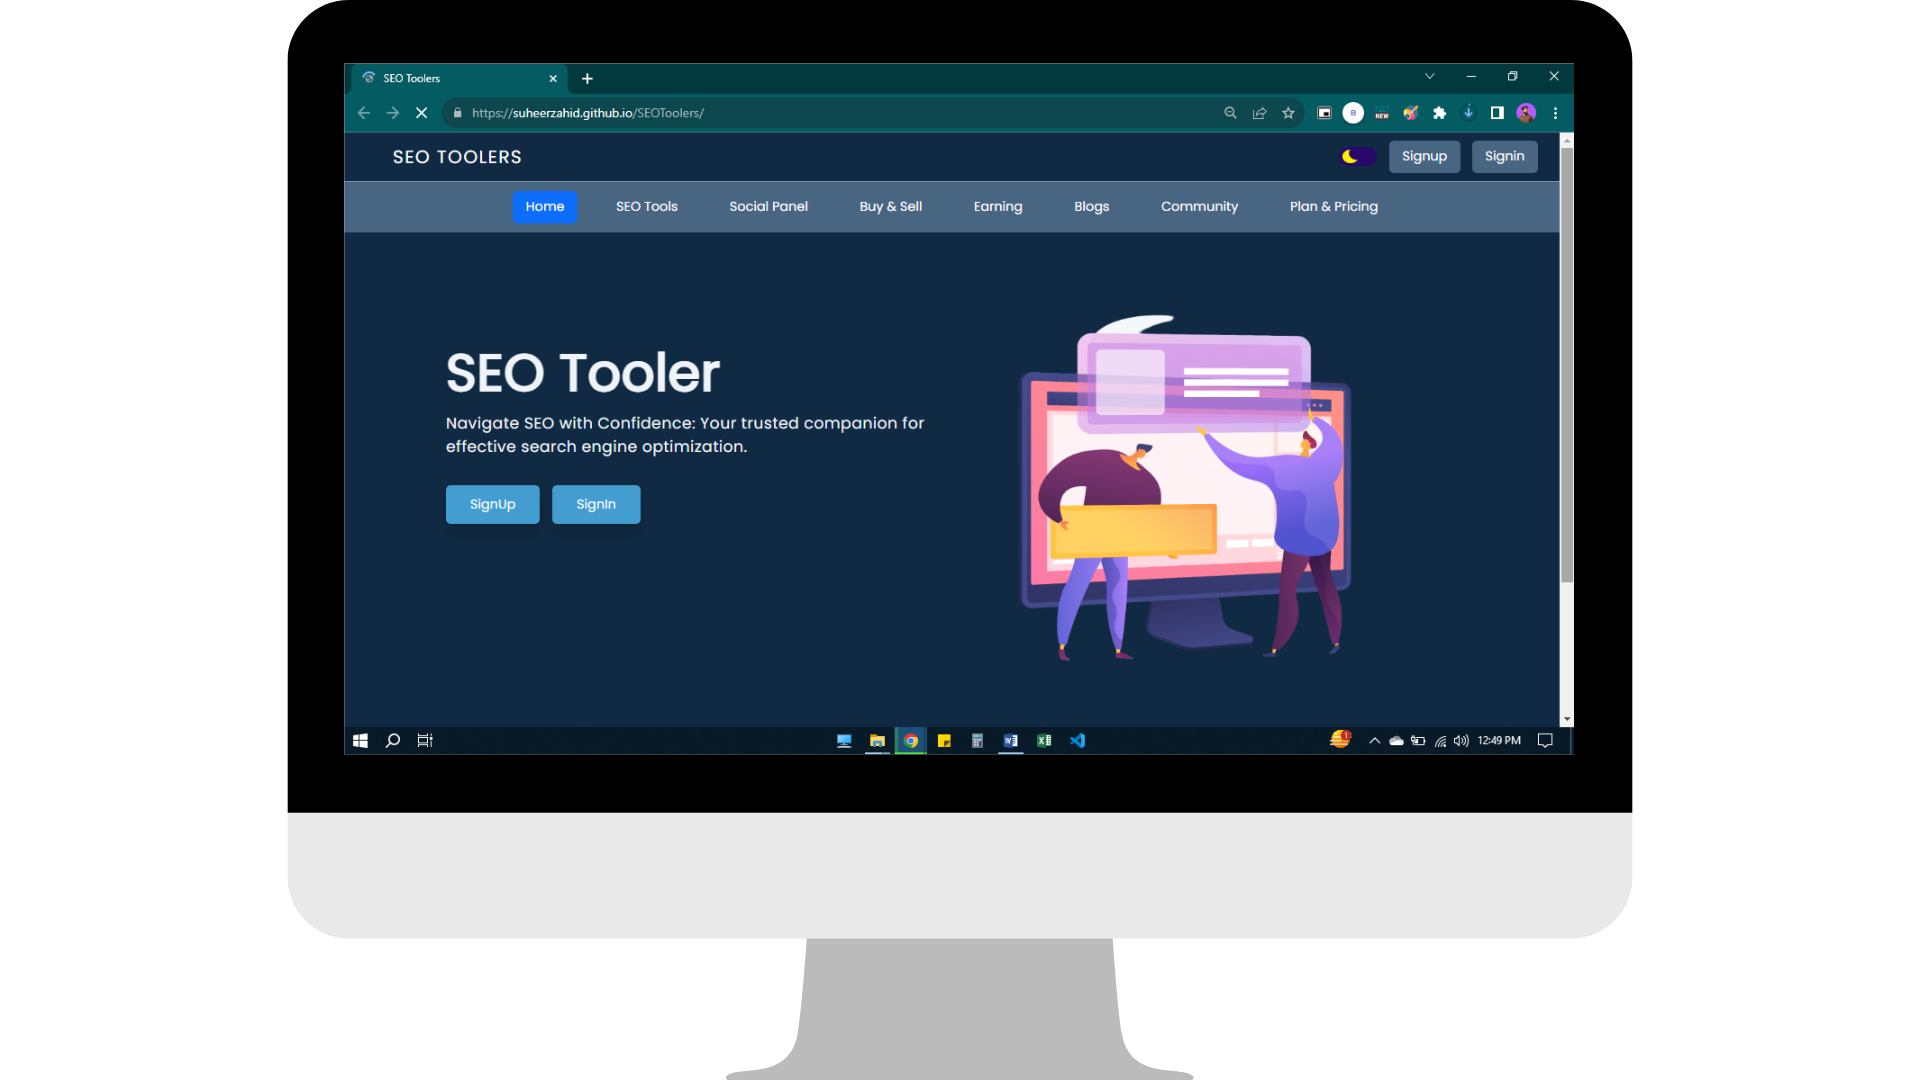 SEO Toolers
https://suheerzahid.github.io/SEOToolers/
B
NEW
SEO TOOLERS
Signup
Signin
Home
SEO Tools
Social Panel
Buy & Sell
Earning
Blogs
Community
Plan & Pricing
SEO Tooler
Navigate SEO with Confidence: Your trusted companion for
effective search engine optimization.
SignUp
SignIn
1
12:49 PM